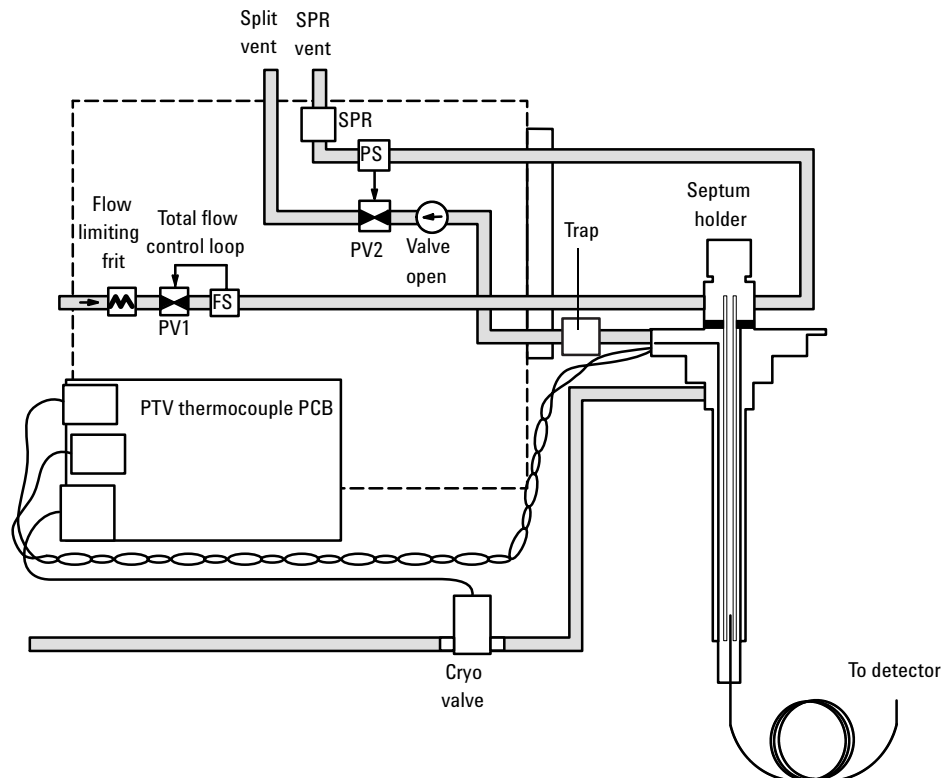 Split
vent
SPR
vent
SPR
PS
Septum
holder
Flow
limiting
frit
Total flow
control loop
PV2
Valve
open
Trap
PV1
FS
PTV thermocouple PCB
Cryo
valve
To detector